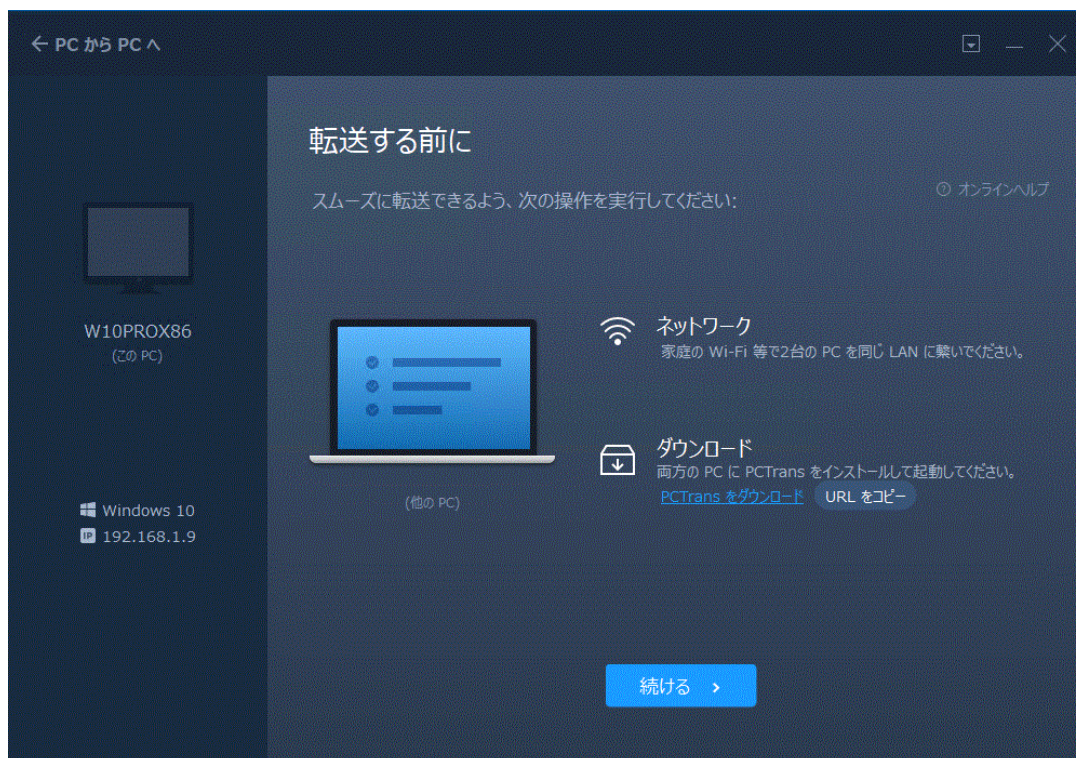 ← PC から PC へ
転送する前に
スムーズに転送できるよう、次の操作を実行してください:
? オンラインヘルプ
W10PROX86
(この PC)
ネットワーク
家庭の Wi-Fi 等で2台の PC を同じ LAN に繋いでください。
ダウンロード
両方の PC に PCTrans をインストールして起動してください。
PCTrans をダウンロード URL をコピー
(他の PC)
Windows 10
IP 192.168.1.9
続ける ›